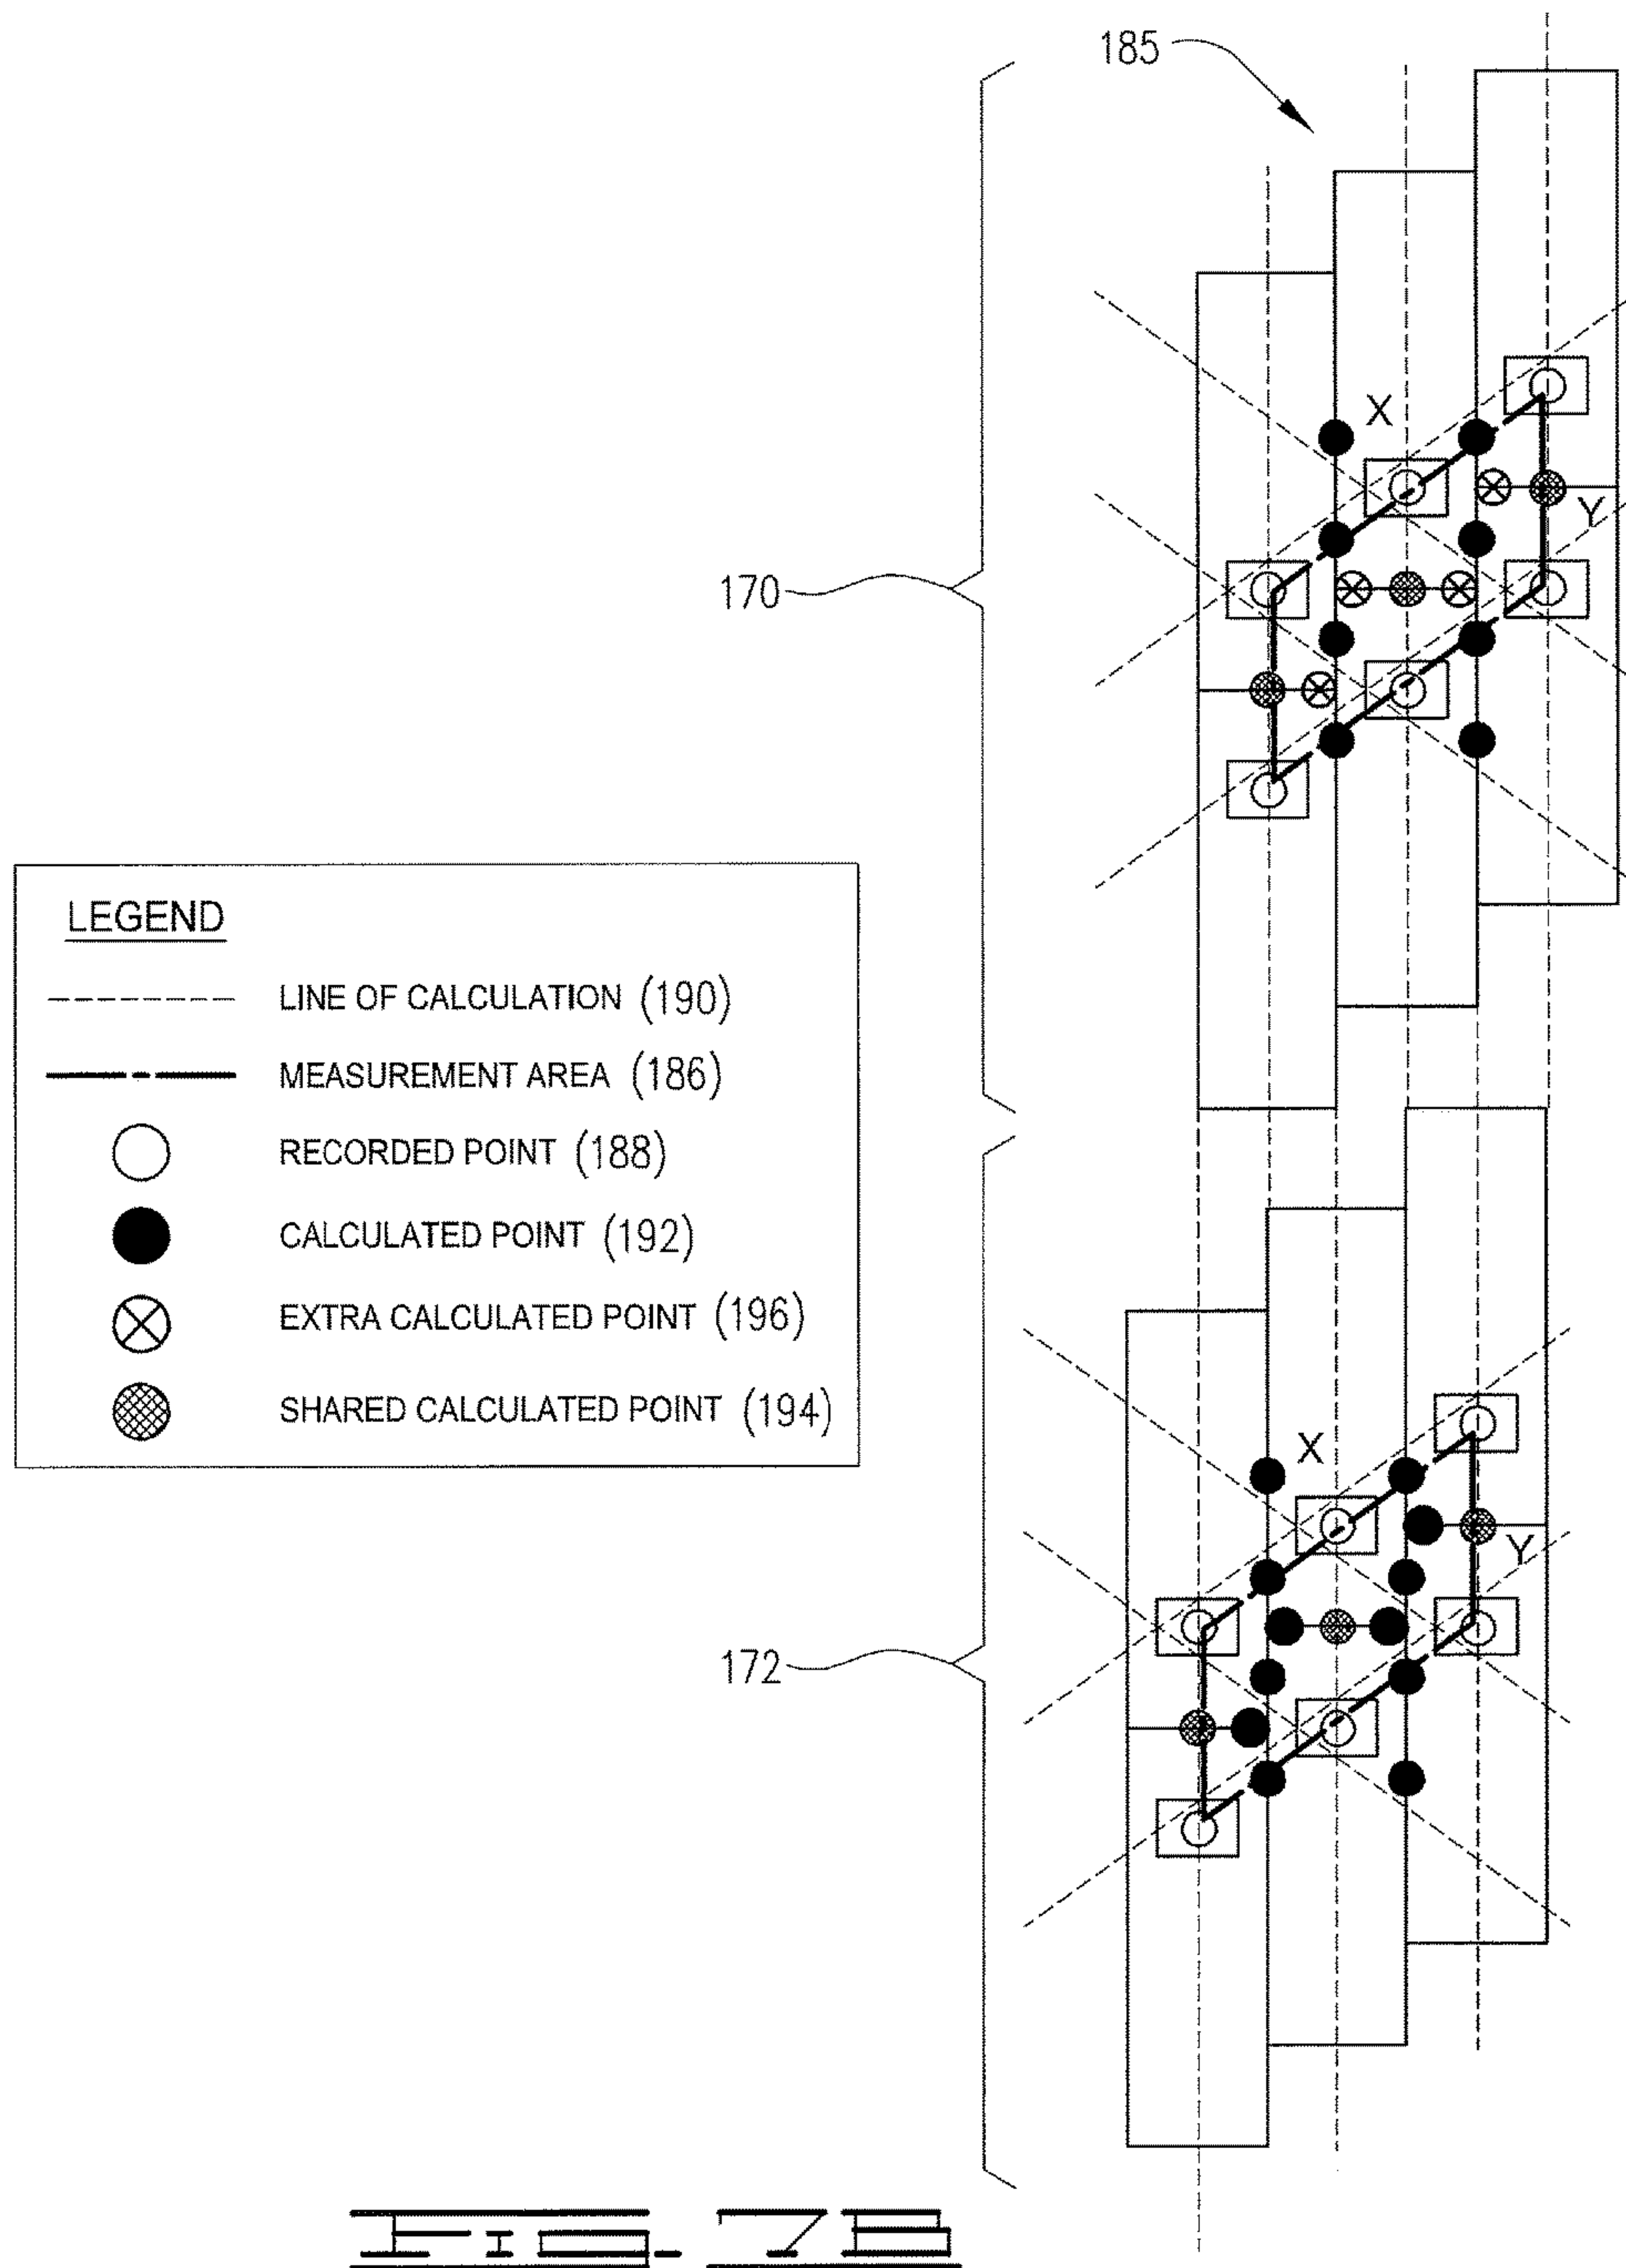 185
X
Y
170
LEGEND
LINE OF CALCULATION (190)
MEASUREMENT AREA (186)
RECORDED POINT (188)
CALCULATED POINT (192)
EXTRA CALCULATED POINT (196)
SHARED CALCULATED POINT (194)
X
Y
172
FIG. 7B